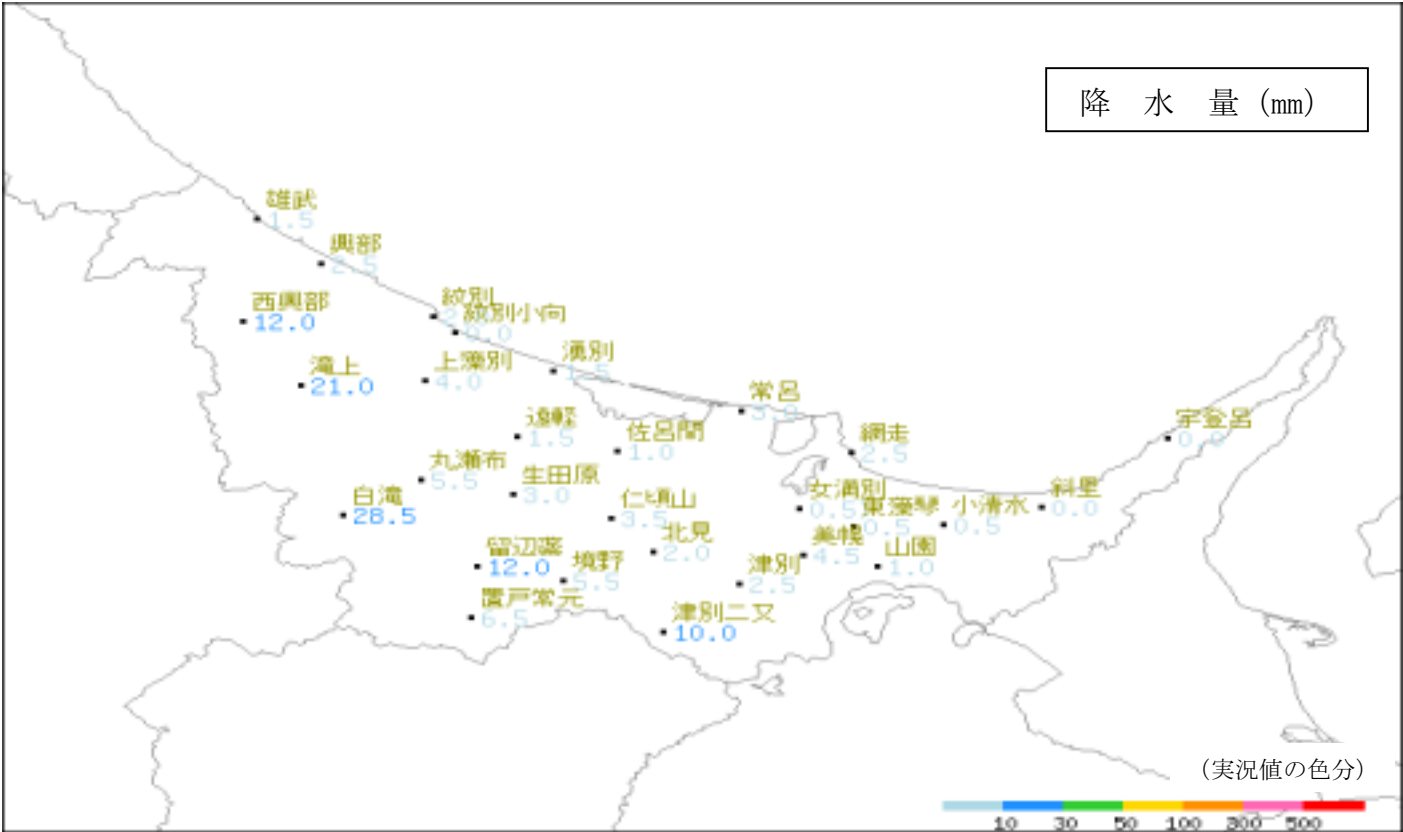 降 水 量 (mm)
雄武
1.5
興部
2.5
西興部
12.0
紋別
紋別小向
0.0
滝上
21.0
上藻別
4.0
湧別
1.5
常呂
3.0
遠軽
1.5
佐呂間
1.0
網走
2.5
宇登呂
0.0
丸瀬布
5.5
生田原
3.0
白滝
28.5
仁頃山
3.5
女満別
0.5
東藻琴
0.5
小清水
0.5
斜里
0.0
北見
2.0
美幌
4.5
山園
1.0
留辺蘂
12.0
境野
5.5
津別
2.5
置戸常元
6.5
津別二又
10.0
(実況値の色分)
10 30 50 100 300 500